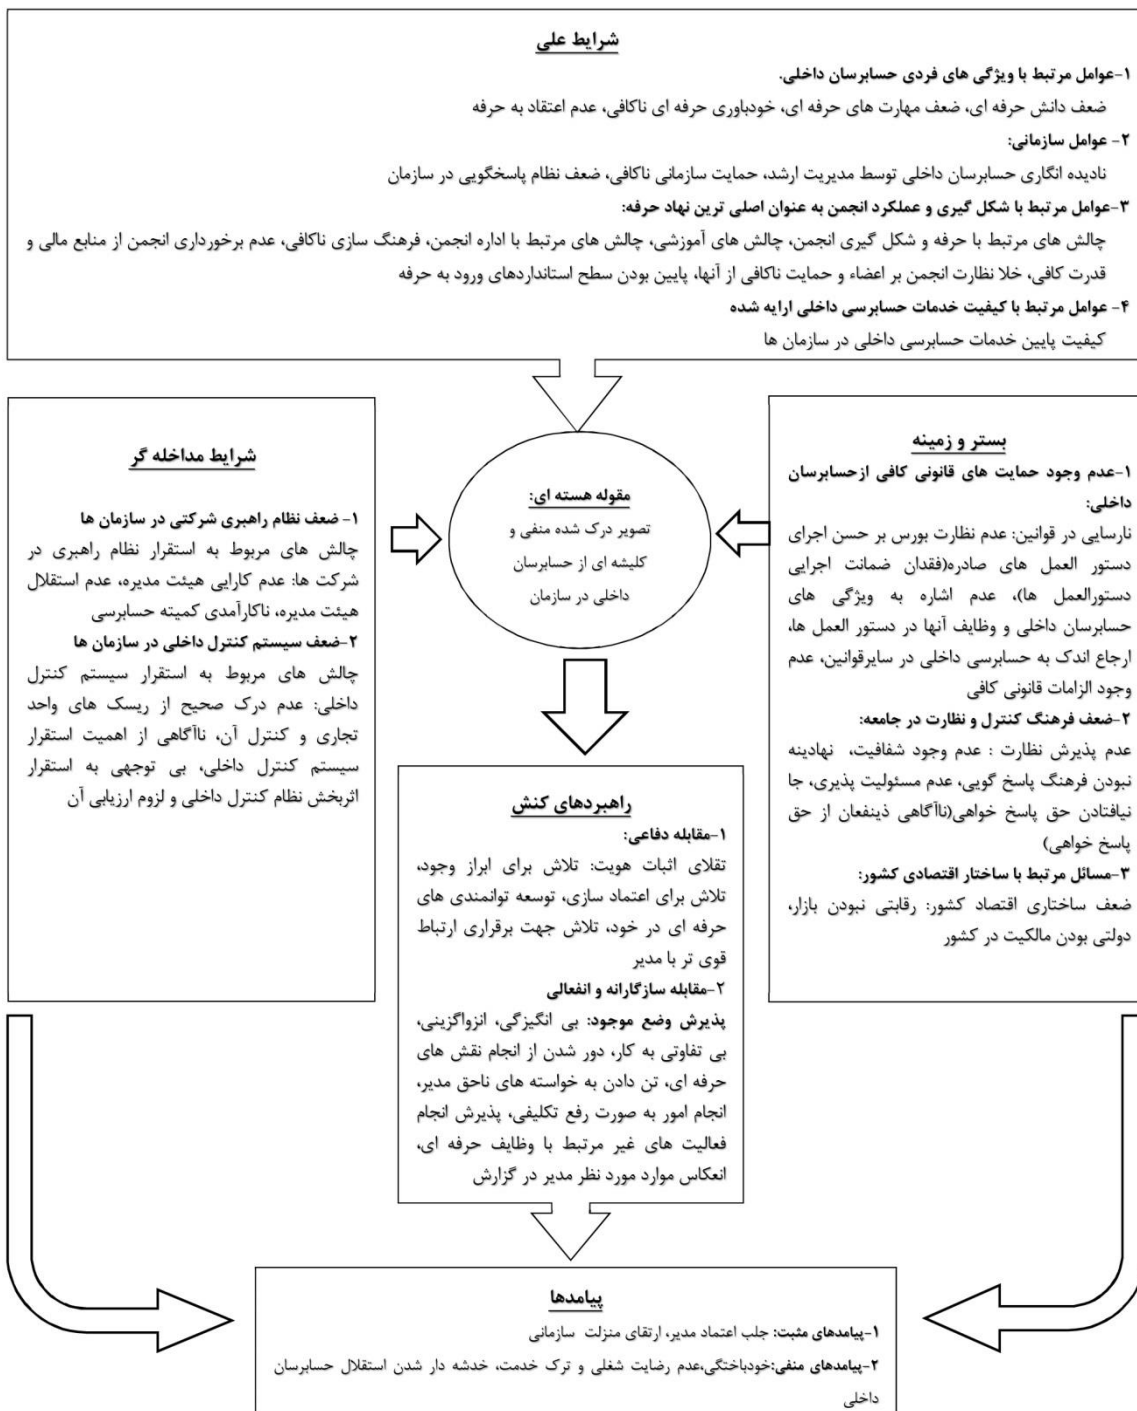 شرایط علی
۱-عوامل مرتبط با ویژگی های فردی حسابرسان داخلی.
ضعف دانش حرفه ای، ضعف مهارت های حرفه ای، خودباوری حرفه ای ناکافی، عدم اعتقاد به حرفه
۲- عوامل سازمانی:
نادیده انگاری حسابرسان داخلی توسط مدیریت ارشد، حمایت سازمانی ناکافی، ضعف نظام پاسخگویی در سازمان
۳-عوامل مرتبط با شکل گیری و عملکرد انجمن به عنوان اصلی ترین نهاد حرفه:
چالش های مرتبط با حرفه و شکل گیری انجمن، چالش های آموزشی، چالش های مرتبط با اداره انجمن، فرهنگ سازی ناکافی، عدم برخورداری انجمن از منابع مالی و
قدرت کافی، خلا نظارت انجمن بر اعضاء و حمایت ناکافی از آنها، پایین بودن سطح استانداردهای ورود به حرفه
۴- عوامل مرتبط با کیفیت خدمات حسابرسی داخلی ارایه شده
کیفیت پایین خدمات حسابرسی داخلی در سازمان ها
بستر و زمینه
۱-عدم وجود حمایت های قانونی کافی ازحسابرسان
داخلی:
نارسایی در قوانین: عدم نظارت بورس بر حسن اجرای
دستور العمل های صادره(فقدان ضمانت اجرایی
دستورالعمل ها)، عدم اشاره به ویژگی های
حسابرسان داخلی و وظایف آنها در دستور العمل ها،
ارجاع اندک به حسابرسی داخلی در سایرقوانین، عدم
وجود الزامات قانونی کافی
۲-ضعف فرهنگ کنترل و نظارت در جامعه:
عدم پذیرش نظارت : عدم وجود شفافیت، نهادینه
نبودن فرهنگ پاسخ گویی، عدم مسئولیت پذیری، جا
نیافتادن حق پاسخ خواهی(ناآگاهی ذینفعان از حق
پاسخ خواهی)
۳-مسائل مرتبط با ساختار اقتصادی کشور:
ضعف ساختاری اقتصاد کشور: رقابتی نبودن بازار،
دولتی بودن مالکیت در کشور
مقوله هسته ای:
تصویر درک شده منفی و
کلیشه ای از حسابرسان
داخلی در سازمان
شرایط مداخله گر
۱- ضعف نظام راهبری شرکتی در سازمان ها
چالش های مربوط به استقرار نظام راهبری در
شرکت ها: عدم کارایی هیئت مدیره، عدم استقلال
هیئت مدیره، ناکارآمدی کمیته حسابرسی
۲-ضعف سیستم کنترل داخلی در سازمان ها
چالش های مربوط به استقرار سیستم کنترل
داخلی: عدم درک صحیح از ریسک های واحد
تجاری و کنترل آن، ناآگاهی از اهمیت استقرار
سیستم کنترل داخلی، بی توجهی به استقرار
اثربخش نظام کنترل داخلی و لزوم ارزیابی آن
راهبردهای کنش
۱-مقابله دفاعی:
تقلای اثبات هویت: تلاش برای ابراز وجود،
تلاش برای اعتماد سازی، توسعه توانمندی های
حرفه ای در خود، تلاش جهت برقراری ارتباط
قوی تر با مدیر
۲-مقابله سازگارانه و انفعالی
پذیرش وضع موجود: بی انگیزگی، انزواگزینی،
بی تفاوتی به کار، دور شدن از انجام نقش های
حرفه ای، تن دادن به خواسته های ناحق مدیر،
انجام امور به صورت رفع تکلیفی، پذیرش انجام
فعالیت های غیر مرتبط با وظایف حرفه ای،
انعکاس موارد مورد نظر مدیر در گزارش
پیامدها
۱-پیامدهای مثبت: جلب اعتماد مدیر، ارتقای منزلت سازمانی
۲-پیامدهای منفی:خودباختگی،عدم رضایت شغلی و ترک خدمت، خدشه دار شدن استقلال حسابرسان
داخلی